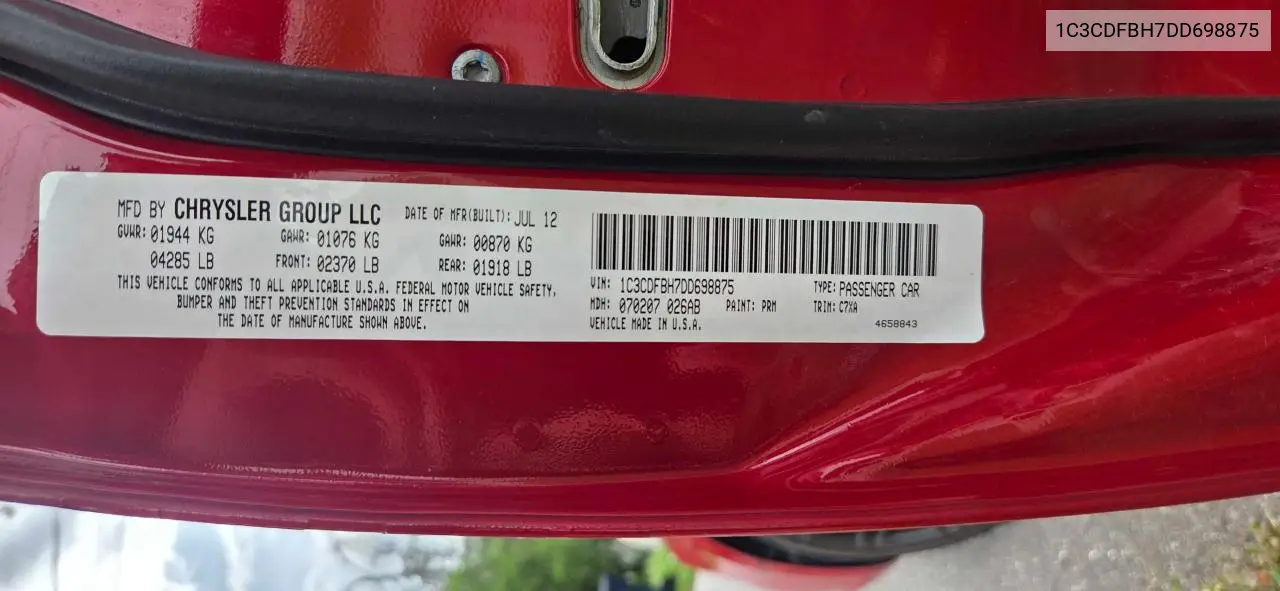 1C3CDFBH7DD698875
MFD BY CHRYSLER GROUP LLC DATE OF MFR(BUILT): JUL 12
GVWR: 01944 KG GAWR: 01076 KG GAWR: 00870 KG
04285 LB FRONT: 02370 LB REAR: 01918 LB
THIS VEHICLE CONFORMS TO ALL APPLICABLE U.S.A. FEDERAL MOTOR VEHICLE SAFETY,
BUMPER AND THEFT PREVENTION STANDARDS IN EFFECT ON
THE DATE OF MANUFACTURE SHOWN ABOVE.
VIN: 1C3CDFBH7DD698875 TYPE: PASSENGER CAR
MDH: 070207 026AB PAINT: PRM TRIM: C7XA
VEHICLE MADE IN U.S.A. 4658843